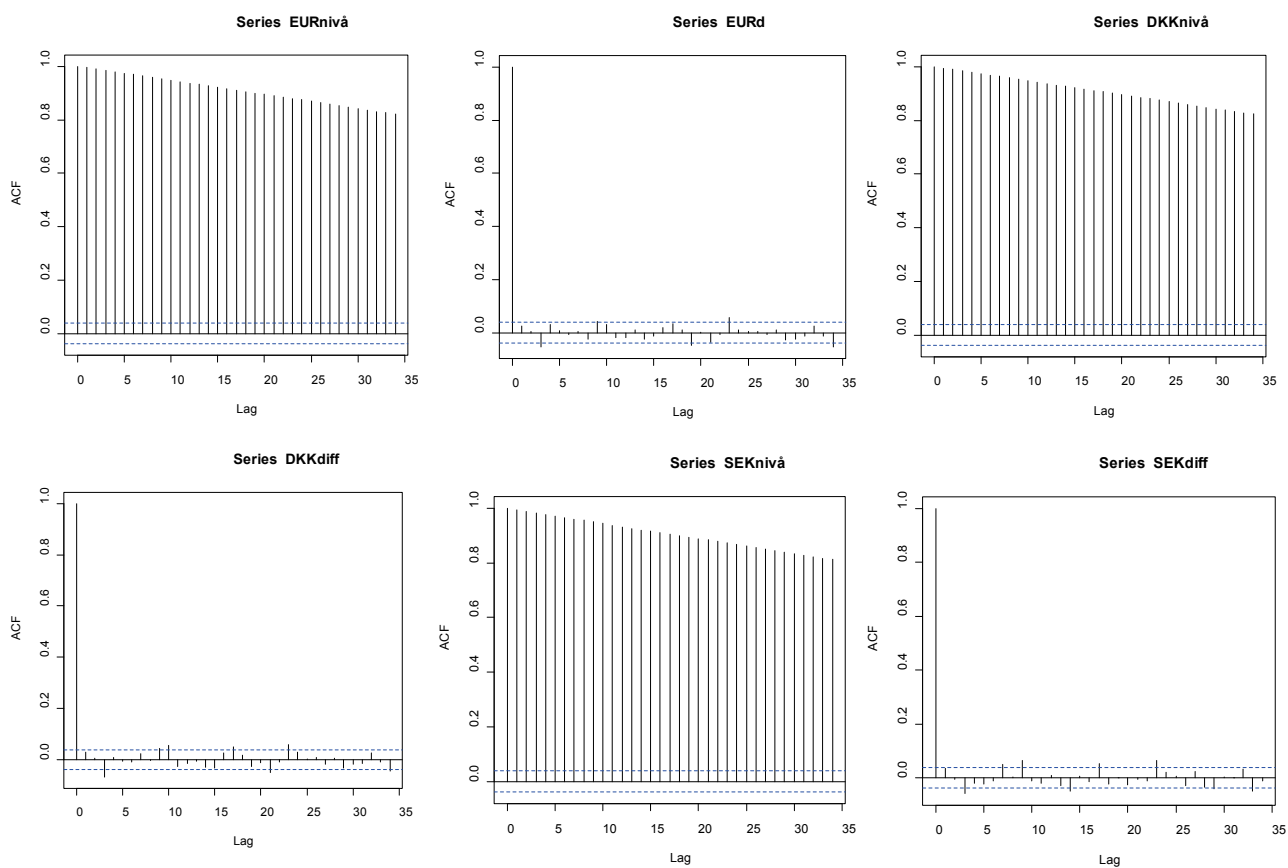 Series EURnivå
ACF
0.0 0.2 0.4 0.6 0.8 1.0
0 5 10 15 20 25 30 35
Lag
Series EURd
ACF
0.0 0.2 0.4 0.6 0.8 1.0
0 5 10 15 20 25 30 35
Lag
Series DKKnivå
ACF
0.0 0.2 0.4 0.6 0.8 1.0
0 5 10 15 20 25 30 35
Lag
Series DKKdiff
ACF
0.0 0.2 0.4 0.6 0.8 1.0
0 5 10 15 20 25 30 35
Lag
Series SEKnivå
ACF
0.0 0.2 0.4 0.6 0.8 1.0
0 5 10 15 20 25 30 35
Lag
Series SEKdiff
ACF
0.0 0.2 0.4 0.6 0.8 1.0
0 5 10 15 20 25 30 35
Lag